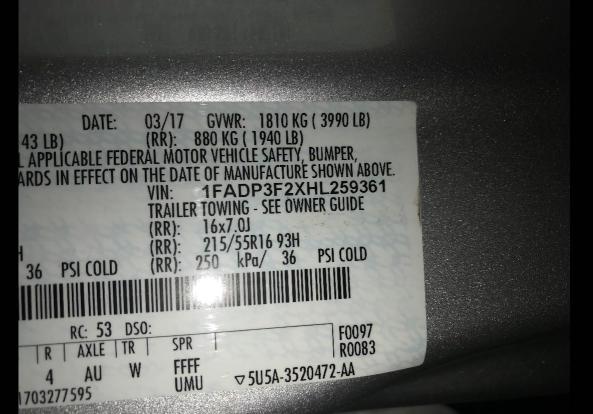 DATE: 03/17 GVWR: 1810 KG ( 3990 LB)
43 LB) (RR): 880 KG ( 1940 LB)
APPLICABLE FEDERAL MOTOR VEHICLE SAFETY, BUMPER,
ARDS IN EFFECT ON THE DATE OF MANUFACTURE SHOWN ABOVE.
VIN: 1FADP3F2XHL259361
TRAILER TOWING - SEE OWNER GUIDE
(RR): 16x7.0J
(RR): 215/55R16 93H
36 PSI COLD (RR): 250 kPa/ 36 PSI COLD
RC: 53 DSO:
R AXLE TR SPR F0097
R0083
4 AU W FFFF
UMU ▽5U5A-3520472-AA
1703277595